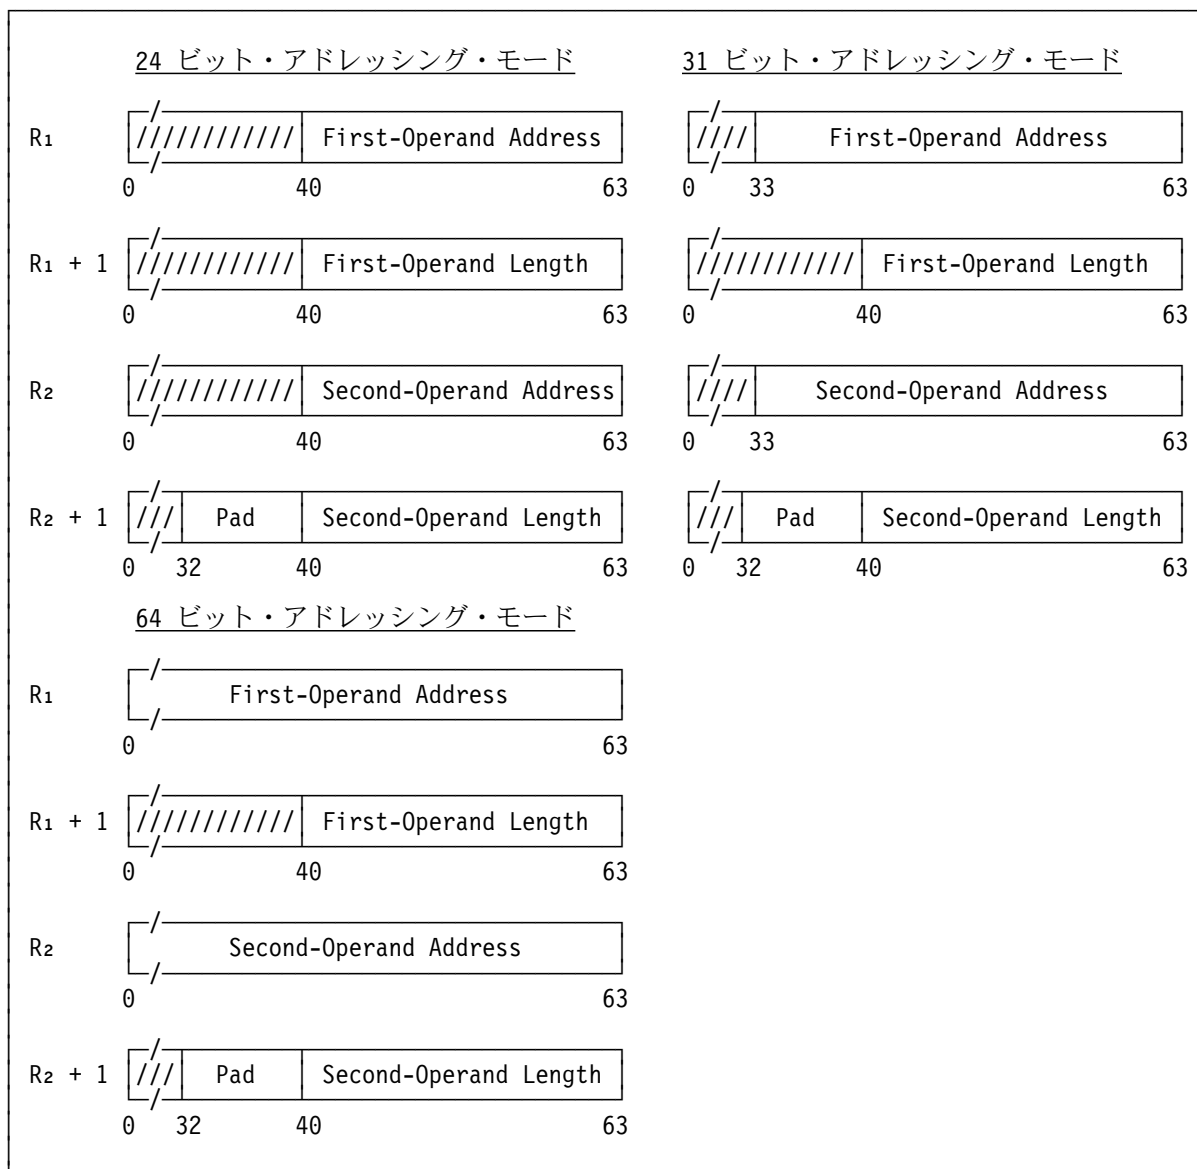 24 ビット・アドレッシング・モード 31 ビット・アドレッシング・モード
R₁ //////////// First-Operand Address //// First-Operand Address
0 40 63 0 33 63
R₁ + 1 //////////// First-Operand Length //////////// First-Operand Length
0 40 63 0 40 63
R₂ //////////// Second-Operand Address //// Second-Operand Address
0 40 63 0 33 63
R₂ + 1 /// Pad Second-Operand Length /// Pad Second-Operand Length
0 32 40 63 0 32 40 63
64 ビット・アドレッシング・モード
R₁ First-Operand Address
0 63
R₁ + 1 //////////// First-Operand Length
0 40 63
R₂ Second-Operand Address
0 63
R₂ + 1 /// Pad Second-Operand Length
0 32 40 63